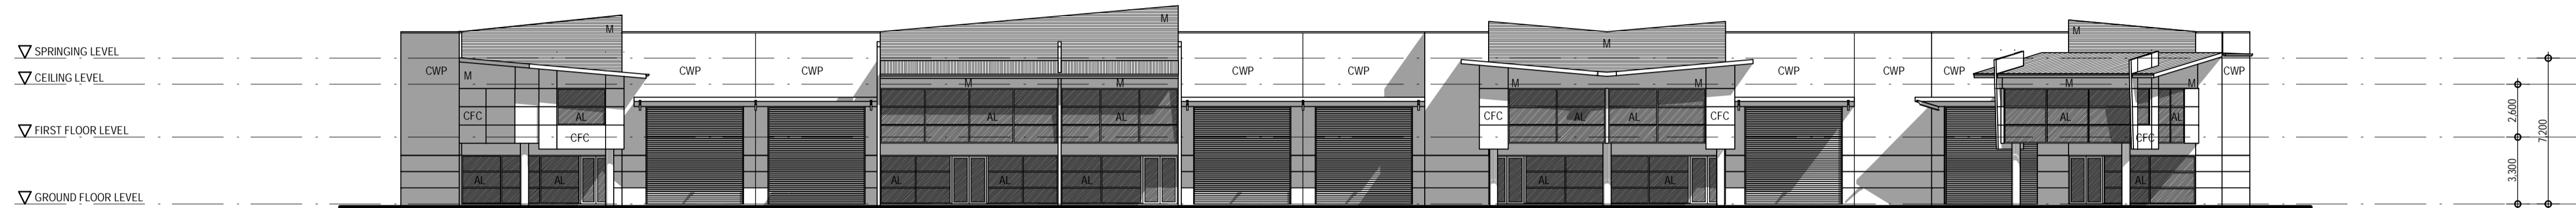 SPRINGING LEVEL
CEILING LEVEL
FIRST FLOOR LEVEL
GROUND FLOOR LEVEL
M M M M
CWP CWP CWP CWP CWP CWP CWP CWP CWP
M M M M M M M
CFC AL AL AL CFC AL AL CFC AL AL
CFC CFC
AL AL AL AL AL AL AL AL
2.600
7.200
3.300